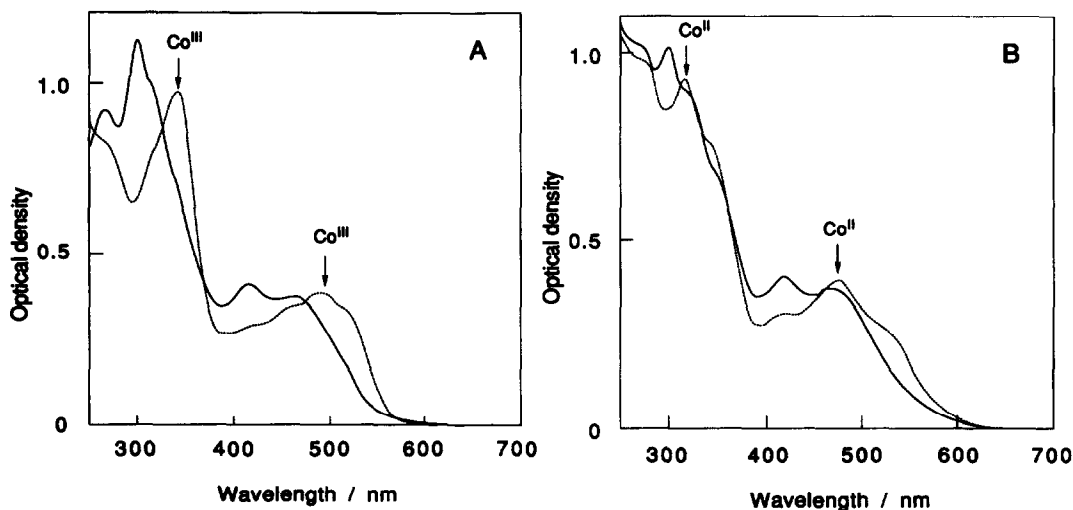 A
Co^III
Co^III
1.0
0.5
0
Optical density
300 400 500 600 700
Wavelength / nm
B
Co^II
Co^II
1.0
0.5
0
Optical density
300 400 500 600 700
Wavelength / nm